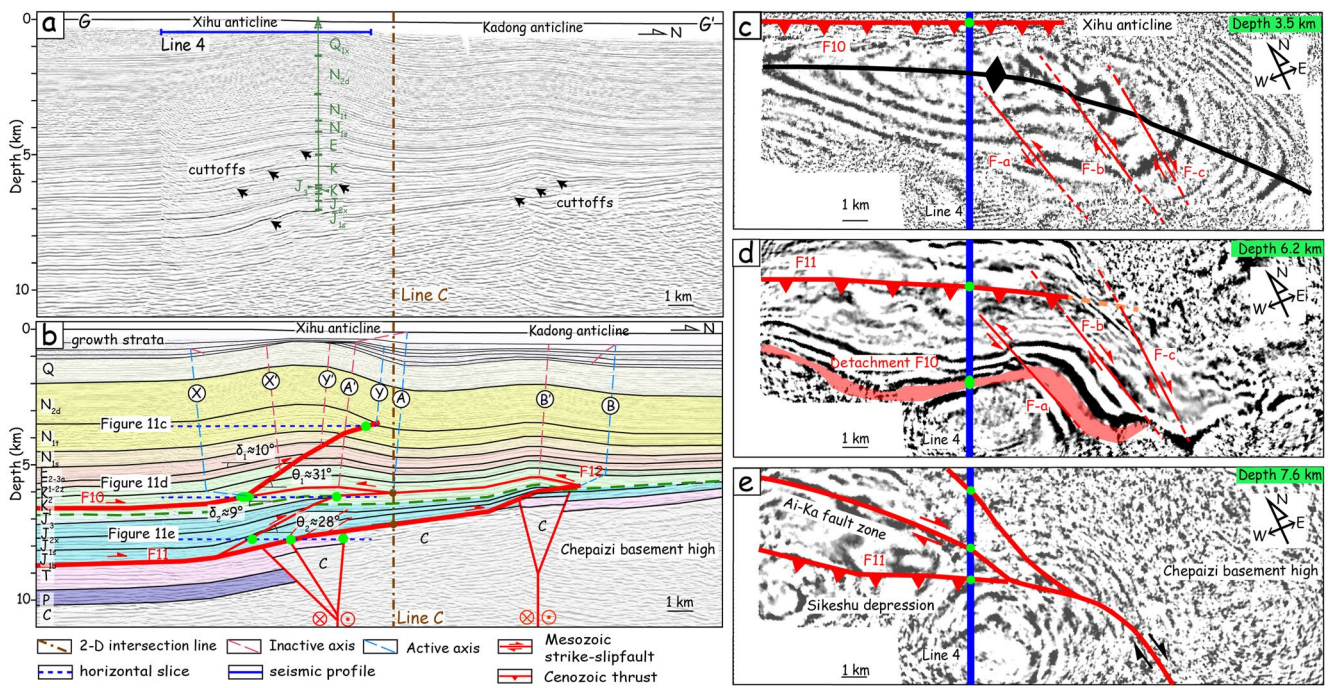 a
G
Xihu anticline
Kadong anticline
N
G'
Line 4
Q₁ₓ
N₂d
N₁t
N₁s
E
K
J₃
K
J₂ₓ
J₁s
cuttoffs
cuttoffs
Line C
1 km
Depth (km)
0
5
10
b
Xihu anticline
Kadong anticline
N
growth strata
Q
N₂d
N₁t
N₁s
E₂₋₃a
E₁₋₂z
K₂
K₁
J₃
J₂ₓ
J₁s
J₁b
T
P
C
X
X'
Y'
A'
Y
A
B'
B
Figure 11c
Figure 11d
Figure 11e
δ₁≈10°
θ₁≈31°
δ₂≈9°
θ₂≈28°
F10
F11
F12
C
C
C
Chepaizi basement high
Line C
1 km
Depth (km)
0
5
10
2-D intersection line
Inactive axis
Active axis
Mesozoic
strike-slipfault
horizontal slice
seismic profile
Cenozoic thrust
c
Xihu anticline
Depth 3.5 km
F10
N
W
E
F-a
F-b
F-c
Line 4
1 km
d
Depth 6.2 km
F11
N
W
E
F-b
F-c
Detachment F10
F-a
Line 4
1 km
e
Depth 7.6 km
Ai-Ka fault zone
N
W
E
F11
Chepaizi basement high
Sikeshu depression
Line 4
1 km